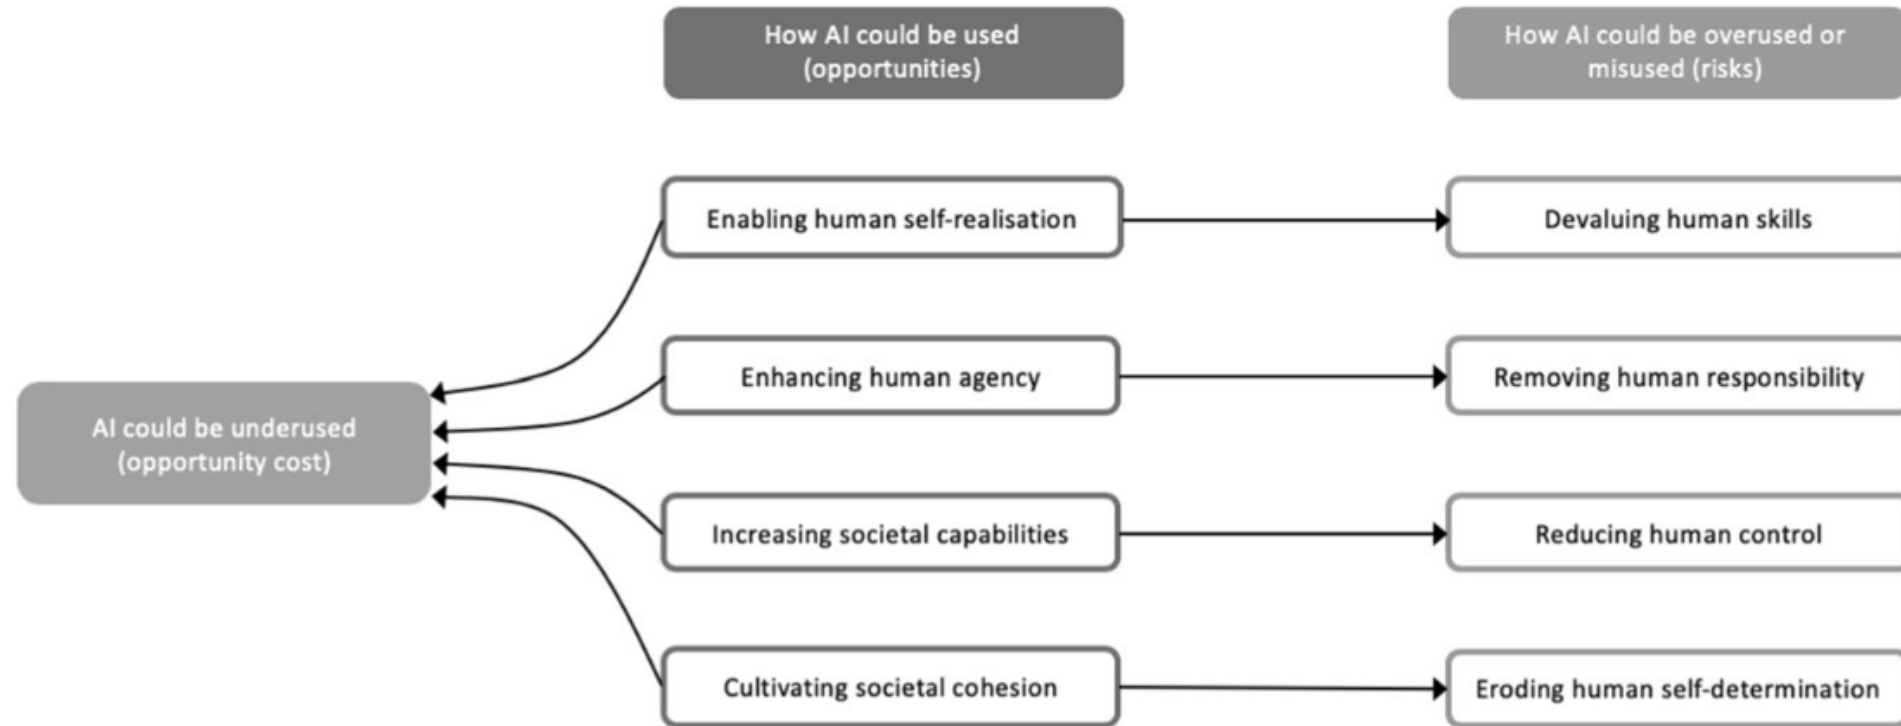 How AI could be used
(opportunities)
How AI could be overused or
misused (risks)
Enabling human self-realisation
Devaluing human skills
Enhancing human agency
Removing human responsibility
AI could be underused
(opportunity cost)
Increasing societal capabilities
Reducing human control
Cultivating societal cohesion
Eroding human self-determination